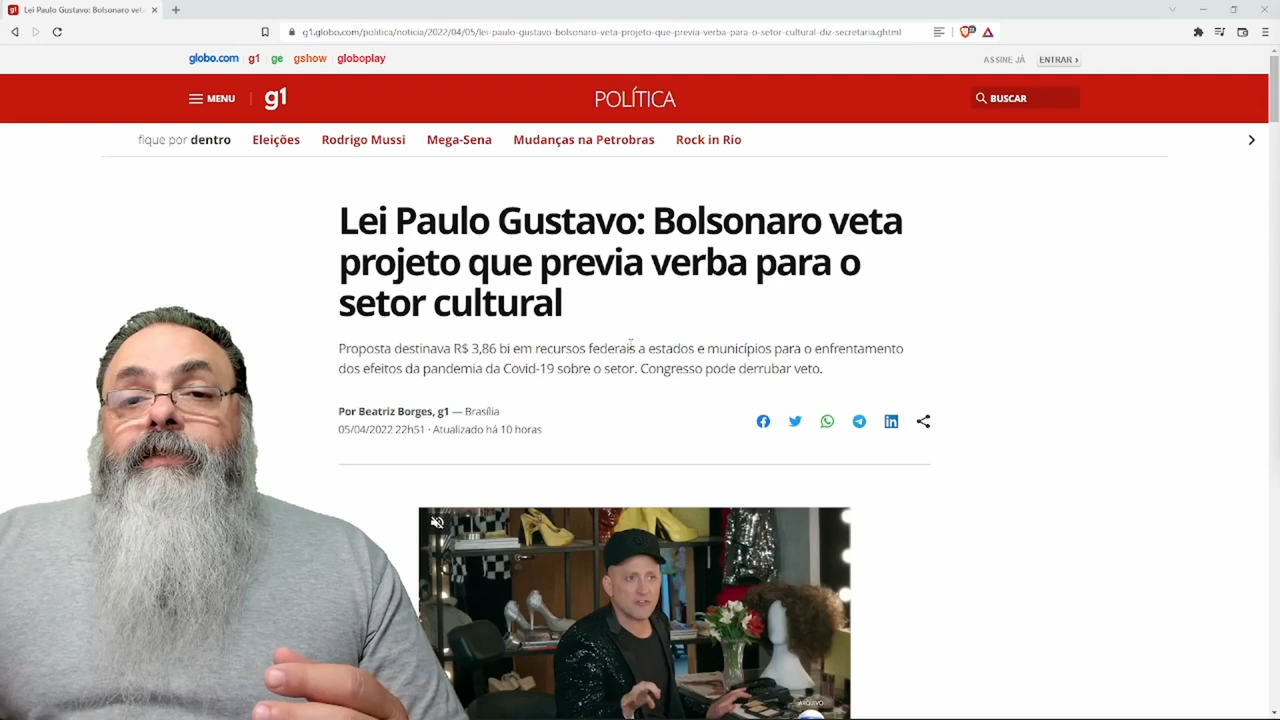 g1 Lei Paulo Gustavo: Bolsonaro vet
g1.globo.com/politica/noticia/2022/04/05/lei-paulo-gustavo-bolsonaro-veta-projeto-que-previa-verba-para-o-setor-cultural-diz-secretaria.ghtml
globo.com g1 ge gshow globoplay ASSINE JÁ ENTRAR ›
MENU g1 POLÍTICA BUSCAR
fique por dentro Eleições Rodrigo Mussi Mega-Sena Mudanças na Petrobras Rock in Rio
Lei Paulo Gustavo: Bolsonaro veta
projeto que previa verba para o
setor cultural
Proposta destinava R$ 3,86 bi em recursos federais a estados e municípios para o enfrentamento
dos efeitos da pandemia da Covid-19 sobre o setor. Congresso pode derrubar veto.
Por Beatriz Borges, g1 — Brasília
05/04/2022 22h51 · Atualizado há 10 horas
ARQUIVO